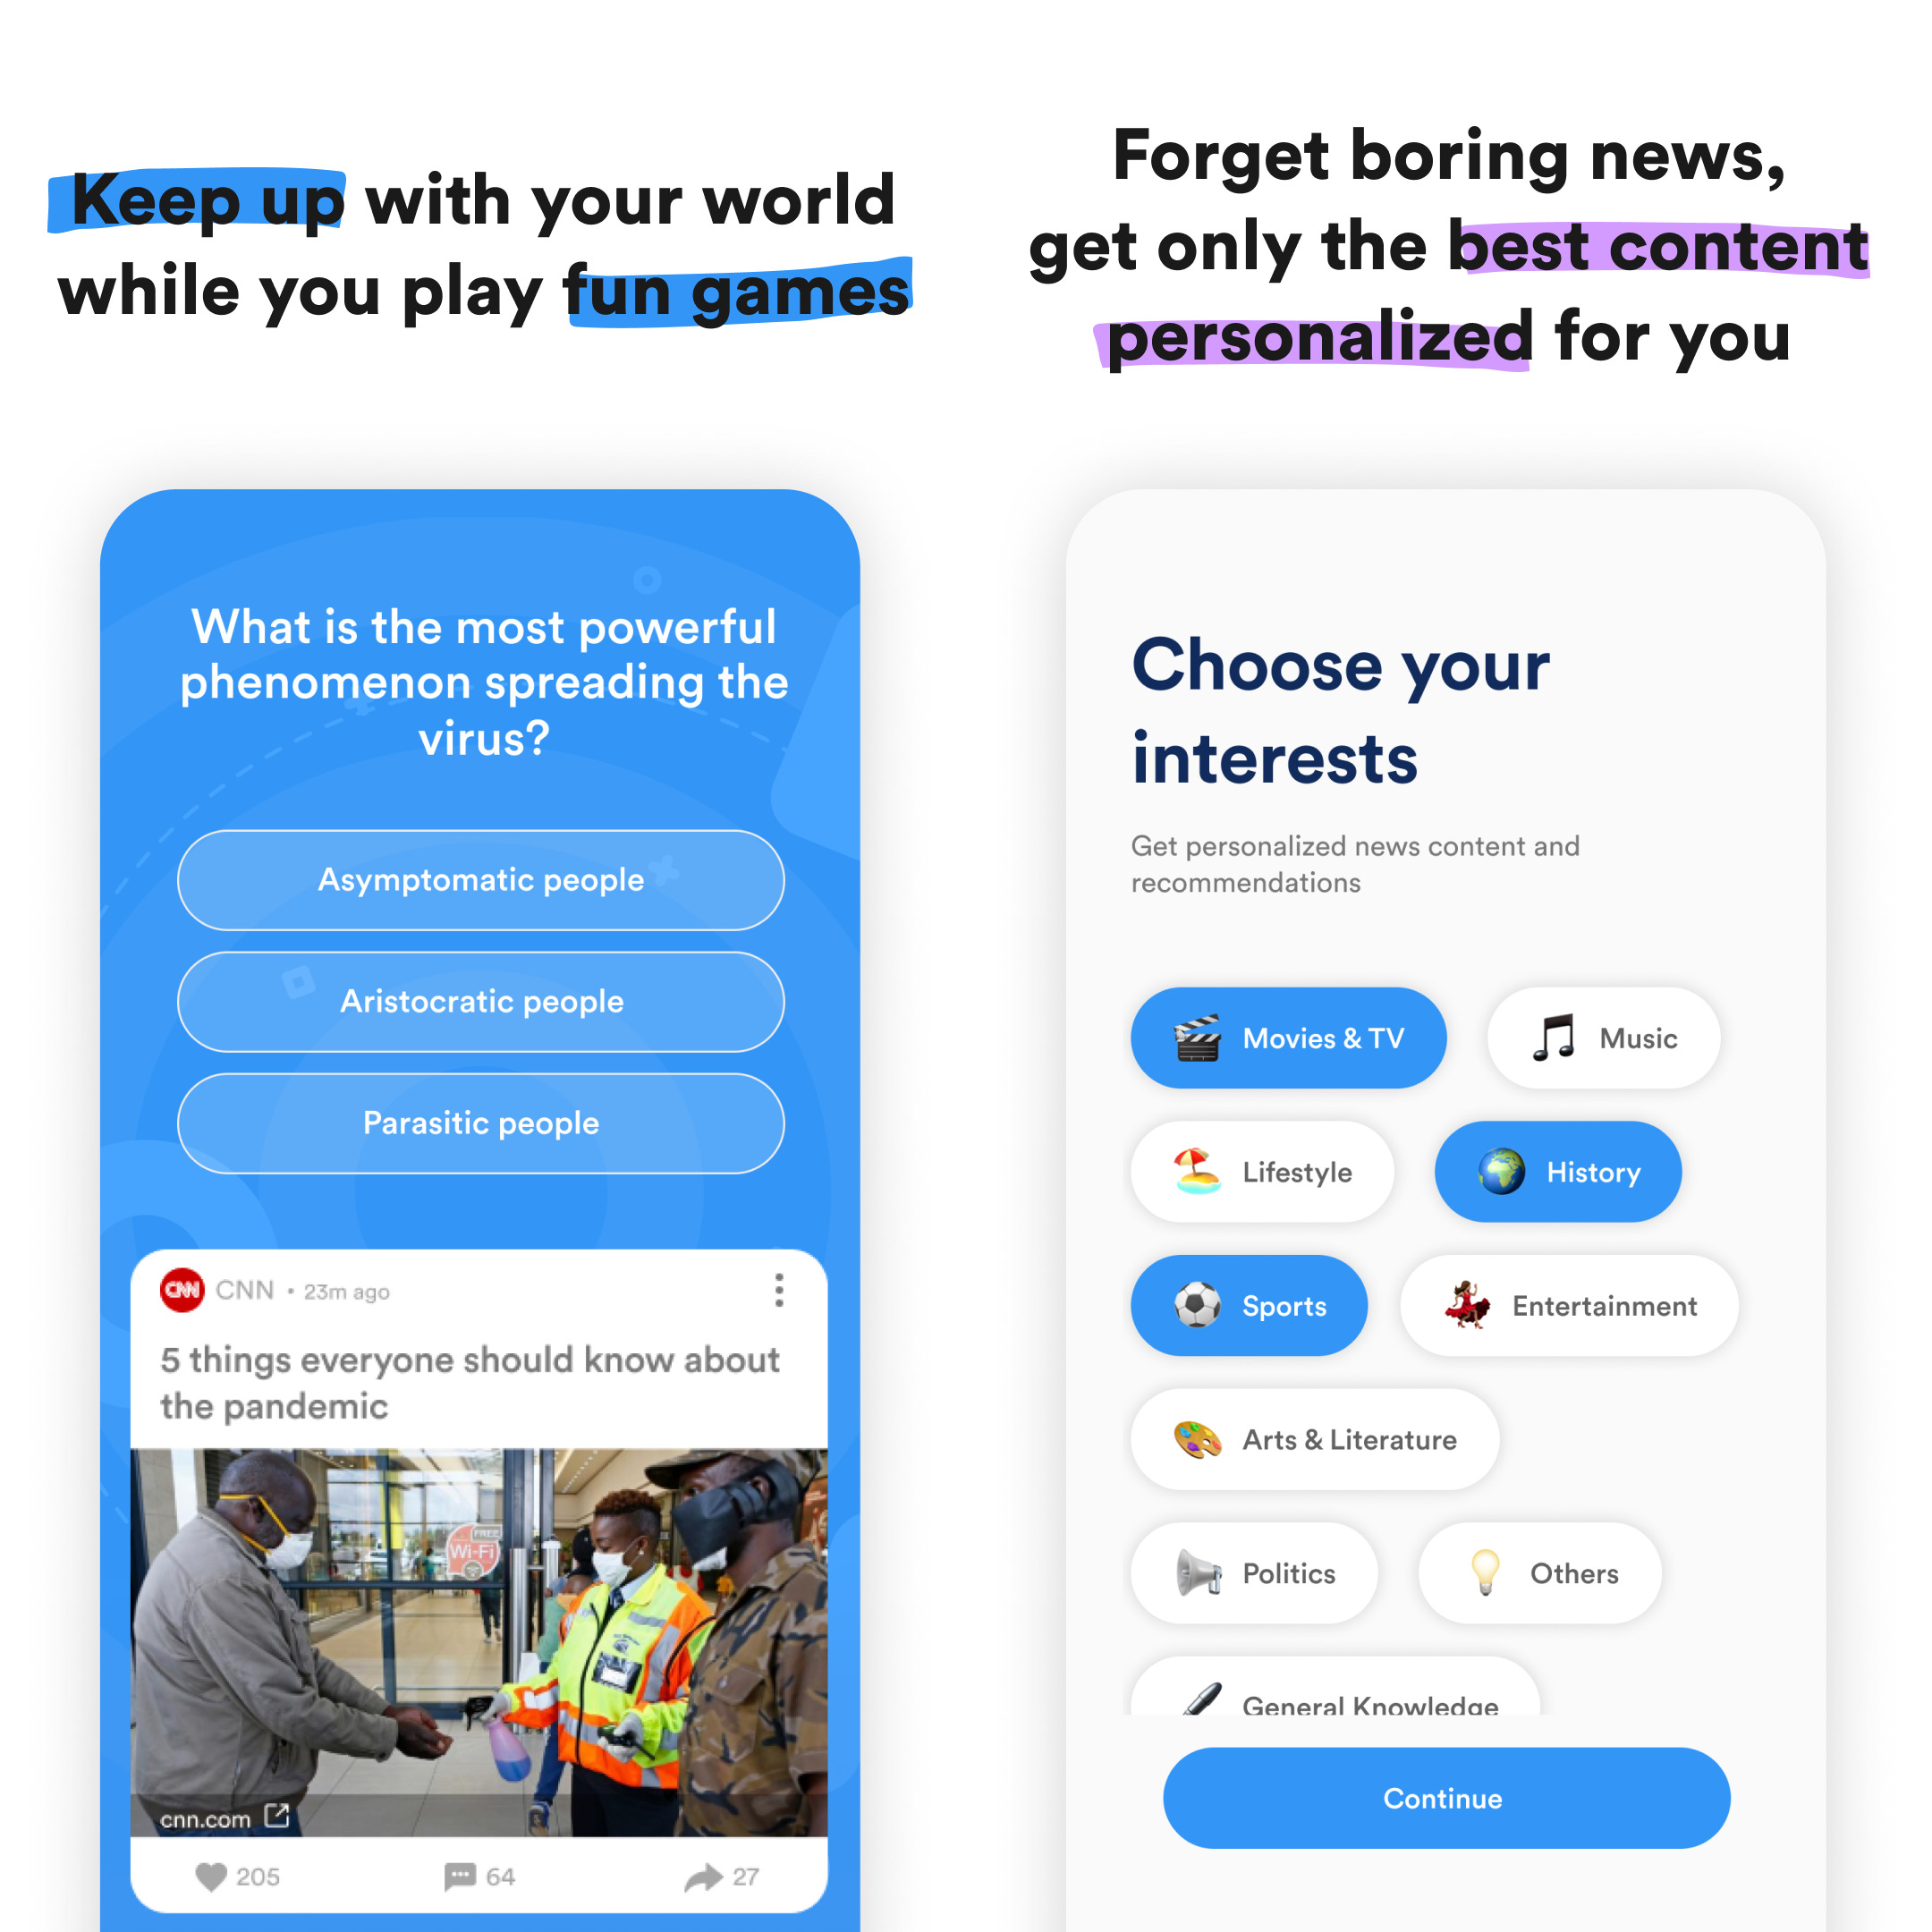 Keep up with your world
while you play fun games
What is the most powerful
phenomenon spreading the
virus?
Asymptomatic people
Aristocratic people
Parasitic people
CNN
CNN • 23m ago
5 things everyone should know about
the pandemic
FREE
Wi-Fi
cnn.com
205
64
27
Forget boring news,
get only the best content
personalized for you
Choose your
interests
Get personalized news content and
recommendations
Movies & TV
Music
Lifestyle
History
Sports
Entertainment
Arts & Literature
Politics
Others
General Knowledge
Continue